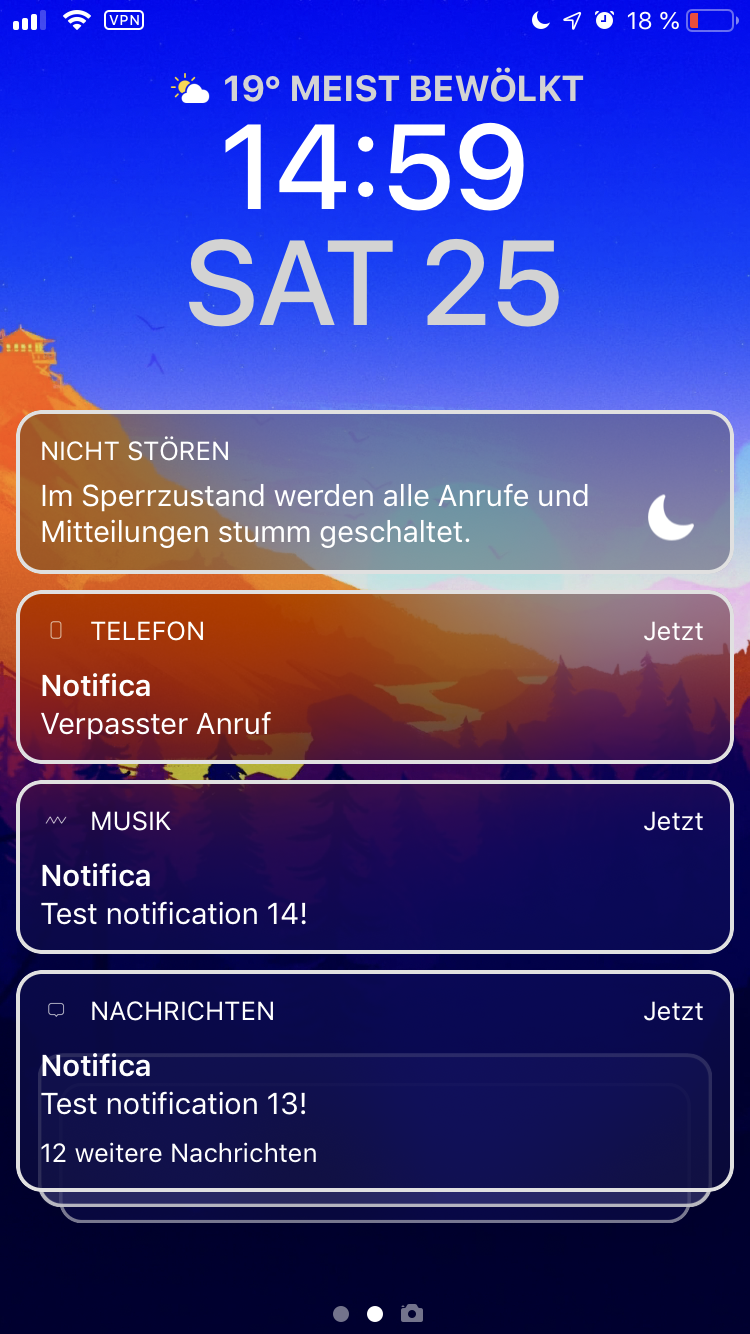 VPN
18 %
19° MEIST BEWÖLKT
14:59
SAT 25
NICHT STÖREN
Im Sperrzustand werden alle Anrufe und
Mitteilungen stumm geschaltet.
TELEFON Jetzt
Notifica
Verpasster Anruf
MUSIK Jetzt
Notifica
Test notification 14!
NACHRICHTEN Jetzt
Notifica
Test notification 13!
12 weitere Nachrichten